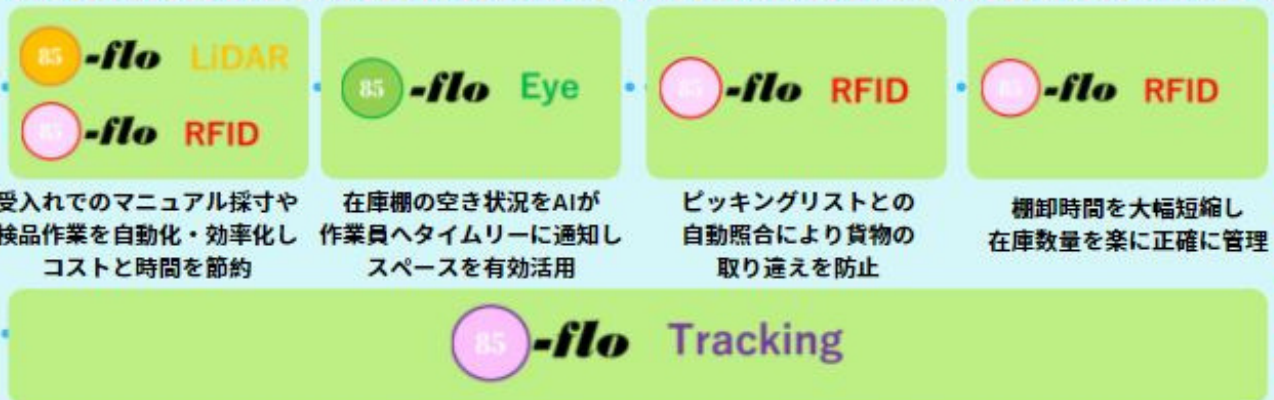 85-flo LiDAR
85-flo RFID
受入れでのマニュアル採寸や
検品作業を自動化・効率化し
コストと時間を節約
85-flo Eye
在庫棚の空き状況をAIが
作業員へタイムリーに通知し
スペースを有効活用
85-flo RFID
ピッキングリストとの
自動照合により貨物の
取り違えを防止
85-flo RFID
棚卸時間を大幅短縮し
在庫数量を楽に正確に管理
85-flo Tracking